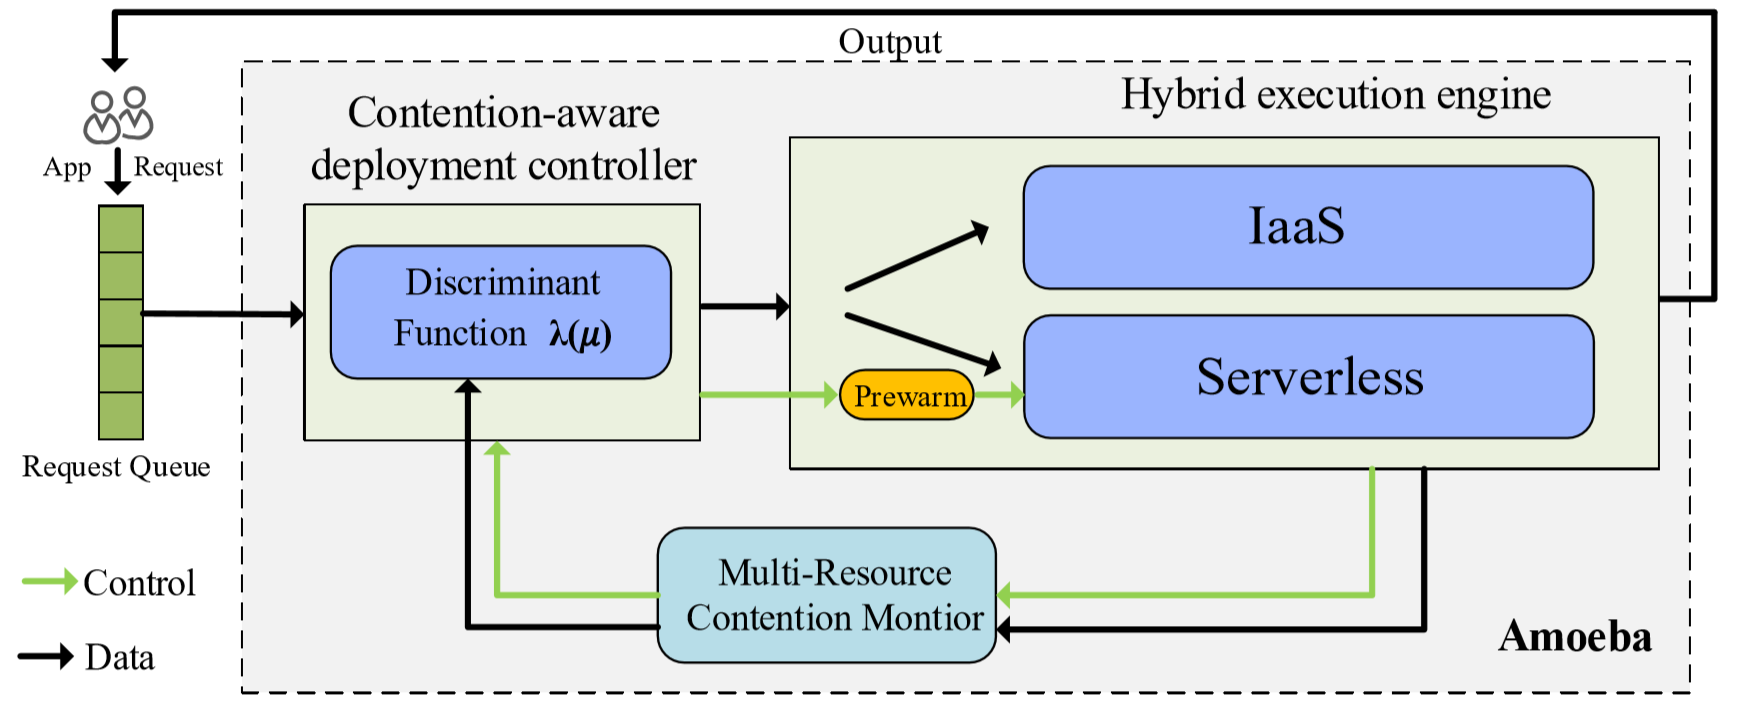 Output
Hybrid execution engine
Contention-aware
deployment controller
App Request
IaaS
Discriminant
Function λ(μ)
Serverless
Prewarm
Request Queue
Multi-Resource
Contention Montior
Control
Data
Amoeba